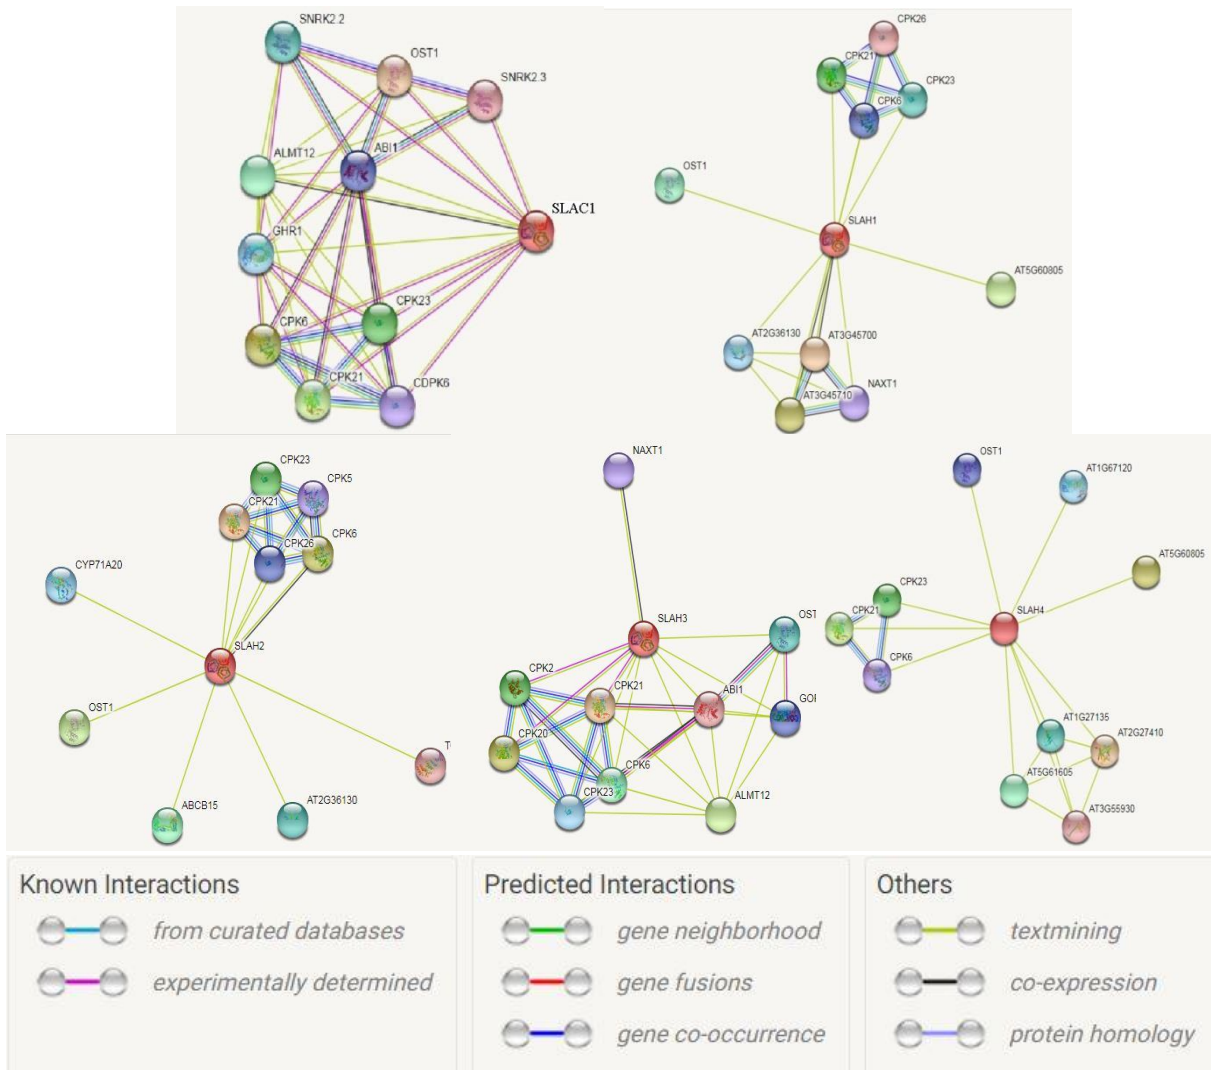 SNRK2.2
OST1
SNRK2.3
ALMT12
ABI1
SLAC1
GHR1
CPK23
CPK6
CPK21
CDPK6
CPK26
CPK21
CPK23
CPK6
OST1
SLAH1
AT5G60805
AT2G36130
AT3G45700
NAXT1
AT3G45710
CPK23
CPK5
CPK21
CPK6
CPK26
CYP71A20
SLAH2
OST1
ABCB15
AT2G36130
NAXT1
SLAH3
OST
CPK2
CPK21
ABI1
GOI
CPK20
CPK6
CPK23
ALMT12
OST1
AT1G67120
AT5G60805
CPK23
CPK21
SLAH4
CPK6
AT1G27135
AT2G27410
AT5G61605
AT3G55930
Known Interactions
from curated databases
experimentally determined
Predicted Interactions
gene neighborhood
gene fusions
gene co-occurrence
Others
textmining
co-expression
protein homology